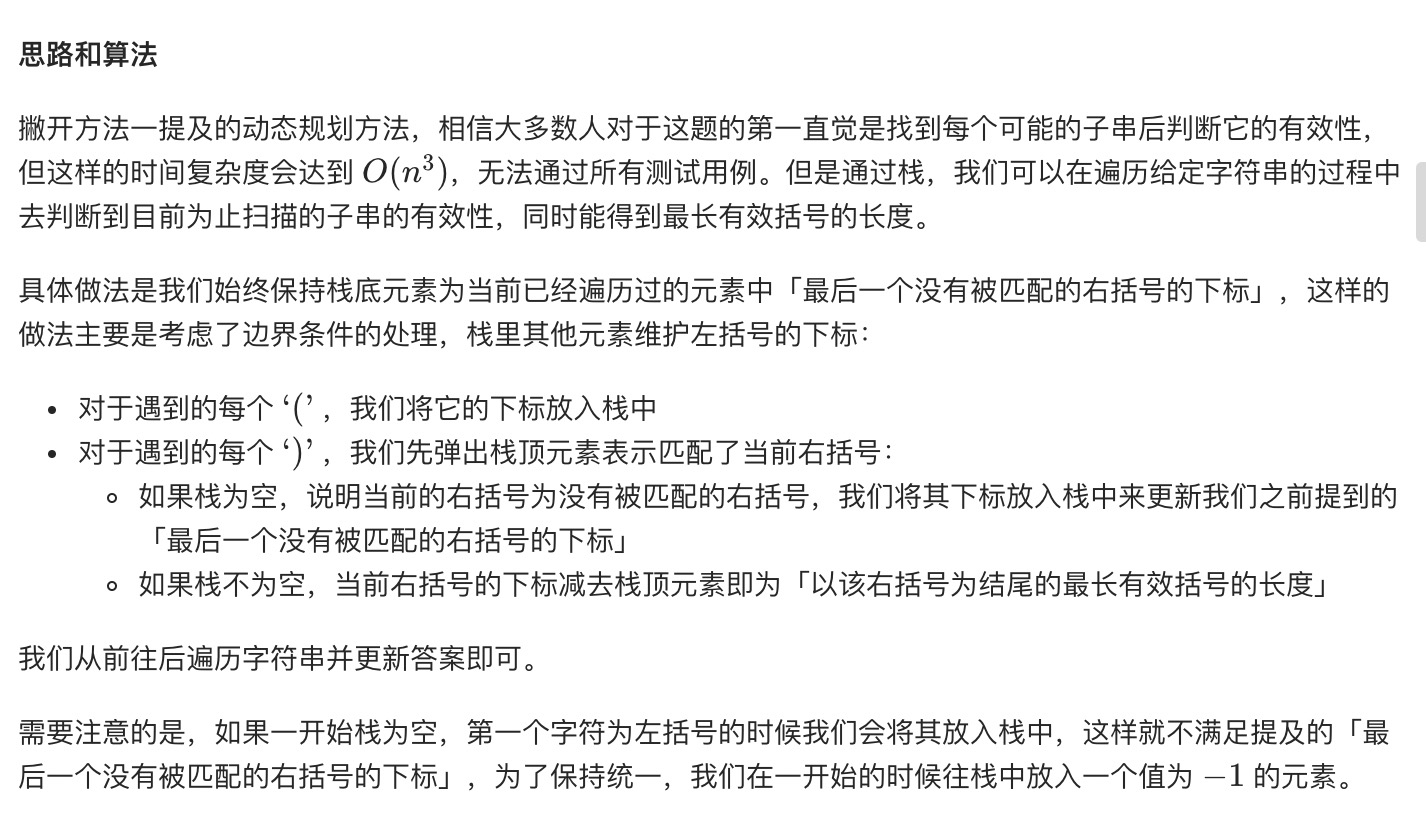 思路和算法
撇开方法一提及的动态规划方法，相信大多数人对于这题的第一直觉是找到每个可能的子串后判断它的有效性，
但这样的时间复杂度会达到 O(n³)，无法通过所有测试用例。但是通过栈，我们可以在遍历给定字符串的过程中
去判断到目前为止扫描的子串的有效性，同时能得到最长有效括号的长度。
具体做法是我们始终保持栈底元素为当前已经遍历过的元素中「最后一个没有被匹配的右括号的下标」，这样的
做法主要是考虑了边界条件的处理，栈里其他元素维护左括号的下标：
• 对于遇到的每个 ‘(’ ，我们将它的下标放入栈中
• 对于遇到的每个 ‘)’ ，我们先弹出栈顶元素表示匹配了当前右括号：
◦ 如果栈为空，说明当前的右括号为没有被匹配的右括号，我们将其下标放入栈中来更新我们之前提到的
「最后一个没有被匹配的右括号的下标」
◦ 如果栈不为空，当前右括号的下标减去栈顶元素即为「以该右括号为结尾的最长有效括号的长度」
我们从前往后遍历字符串并更新答案即可。
需要注意的是，如果一开始栈为空，第一个字符为左括号的时候我们会将其放入栈中，这样就不满足提及的「最
后一个没有被匹配的右括号的下标」，为了保持统一，我们在一开始的时候往栈中放入一个值为 −1 的元素。